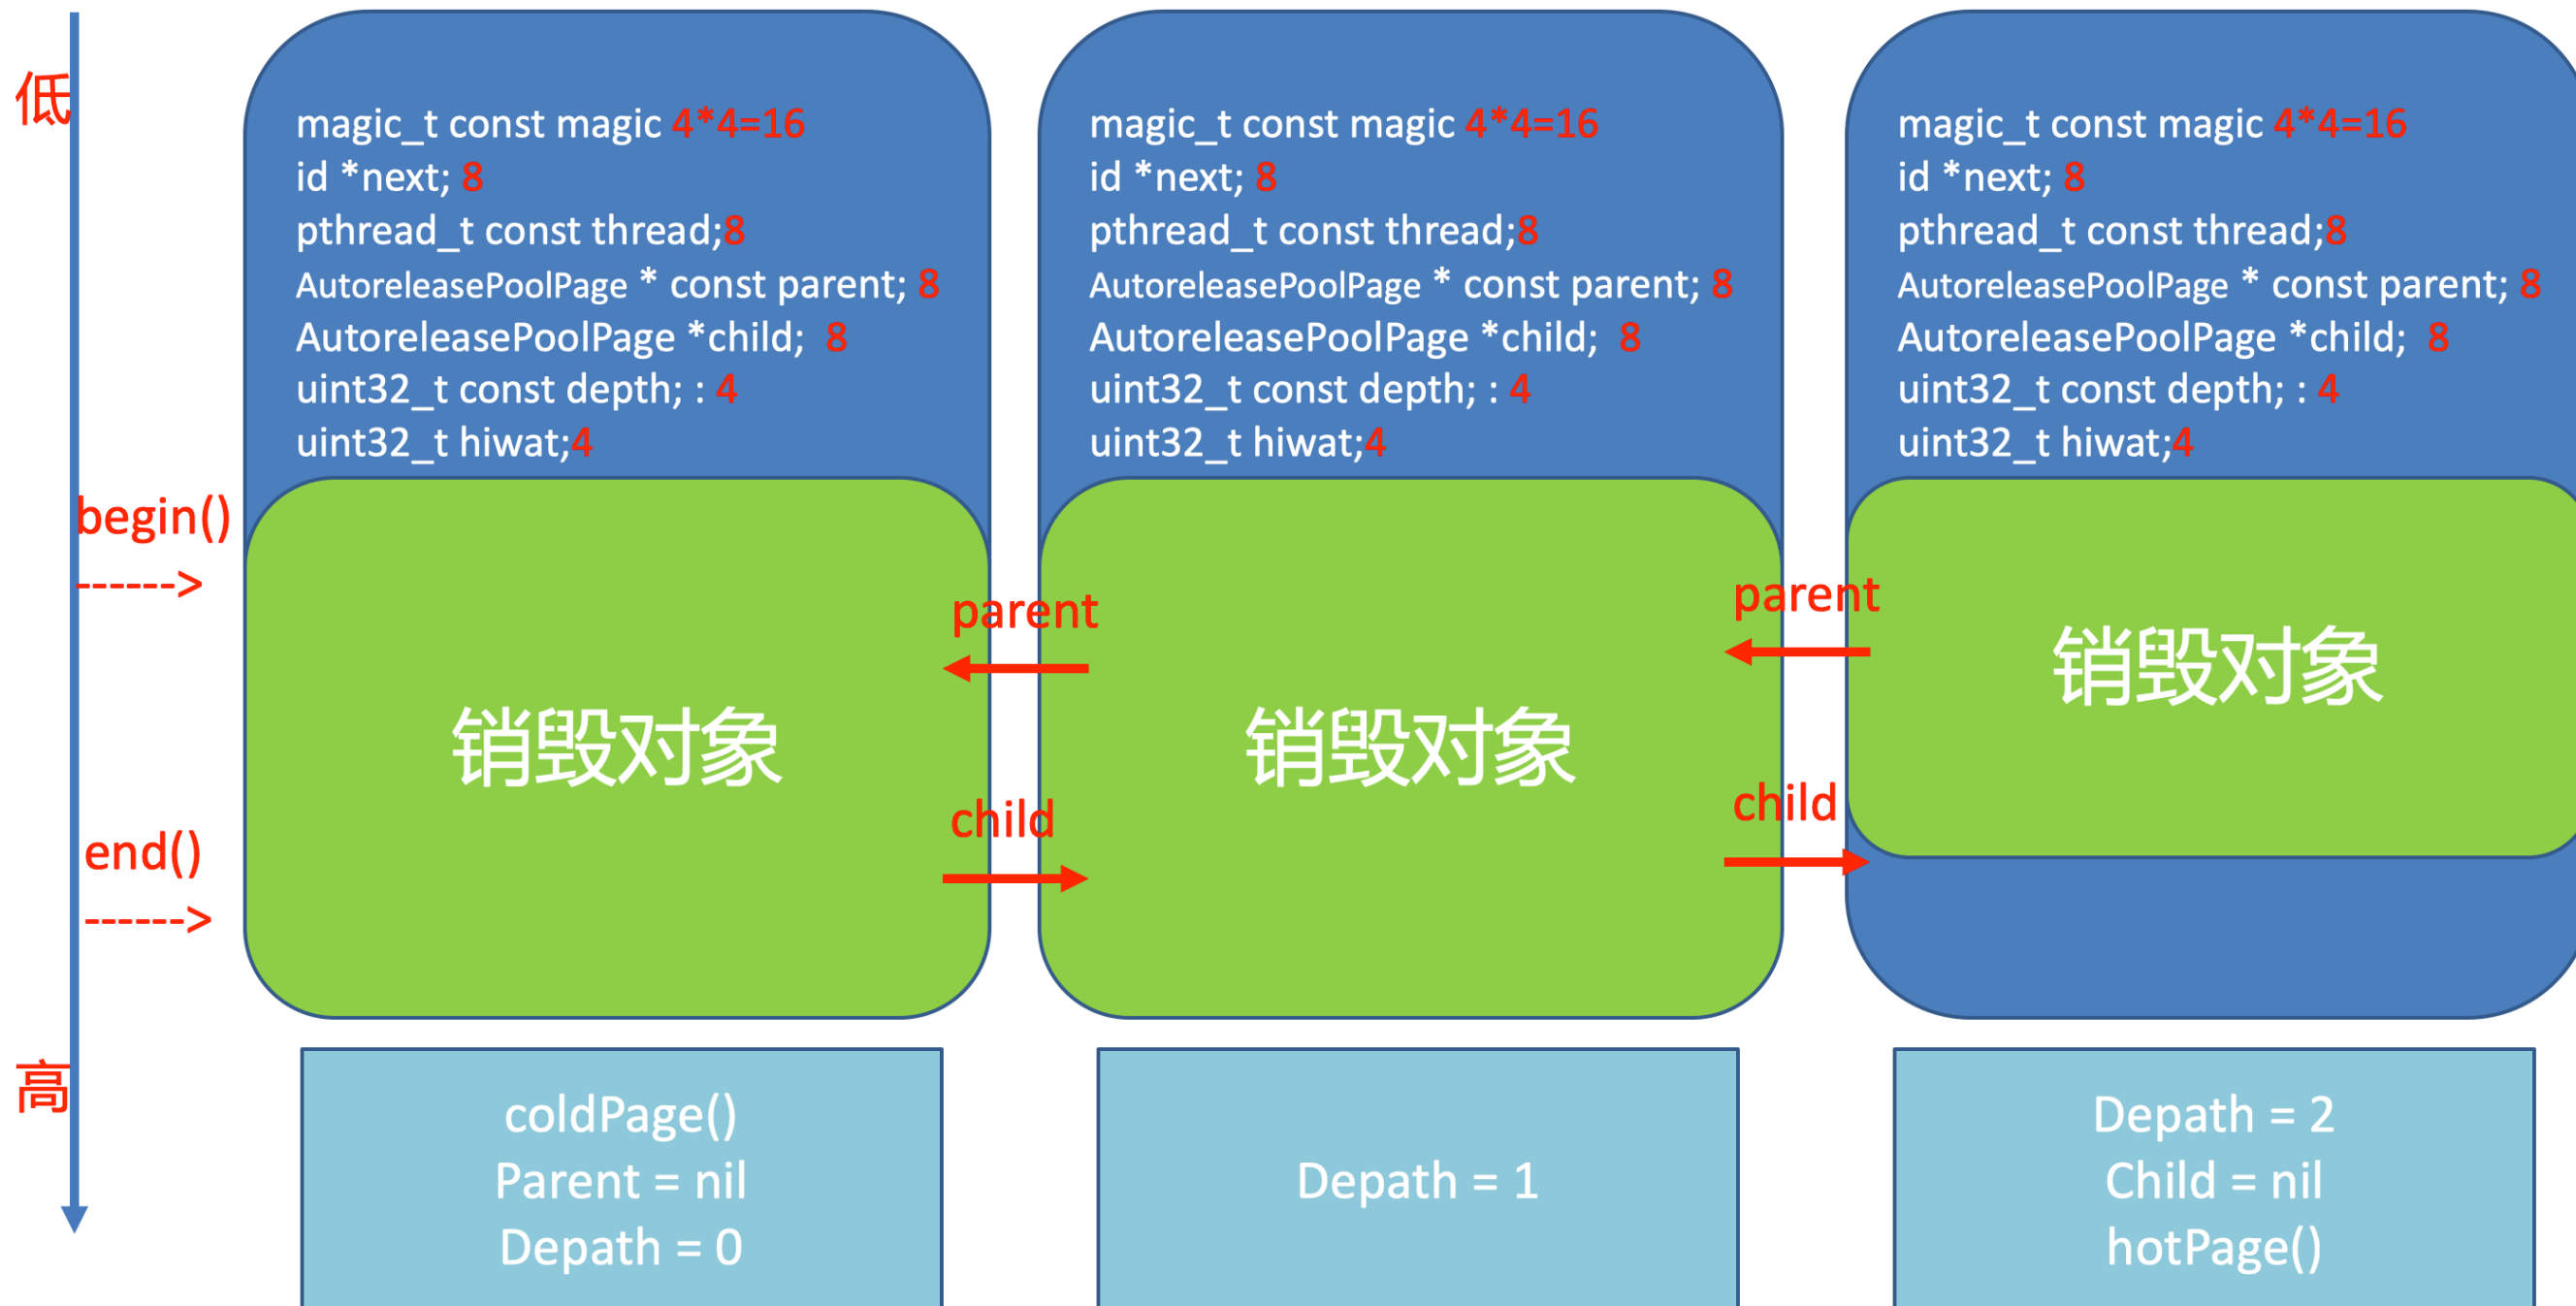 低
高
begin()
------>
end()
------>
magic_t const magic 4*4=16
id *next; 8
pthread_t const thread;8
AutoreleasePoolPage * const parent; 8
AutoreleasePoolPage *child; 8
uint32_t const depth; : 4
uint32_t hiwat;4
销毁对象
coldPage()
Parent = nil
Depath = 0
parent
child
magic_t const magic 4*4=16
id *next; 8
pthread_t const thread;8
AutoreleasePoolPage * const parent; 8
AutoreleasePoolPage *child; 8
uint32_t const depth; : 4
uint32_t hiwat;4
销毁对象
Depath = 1
parent
child
magic_t const magic 4*4=16
id *next; 8
pthread_t const thread;8
AutoreleasePoolPage * const parent; 8
AutoreleasePoolPage *child; 8
uint32_t const depth; : 4
uint32_t hiwat;4
销毁对象
Depath = 2
Child = nil
hotPage()